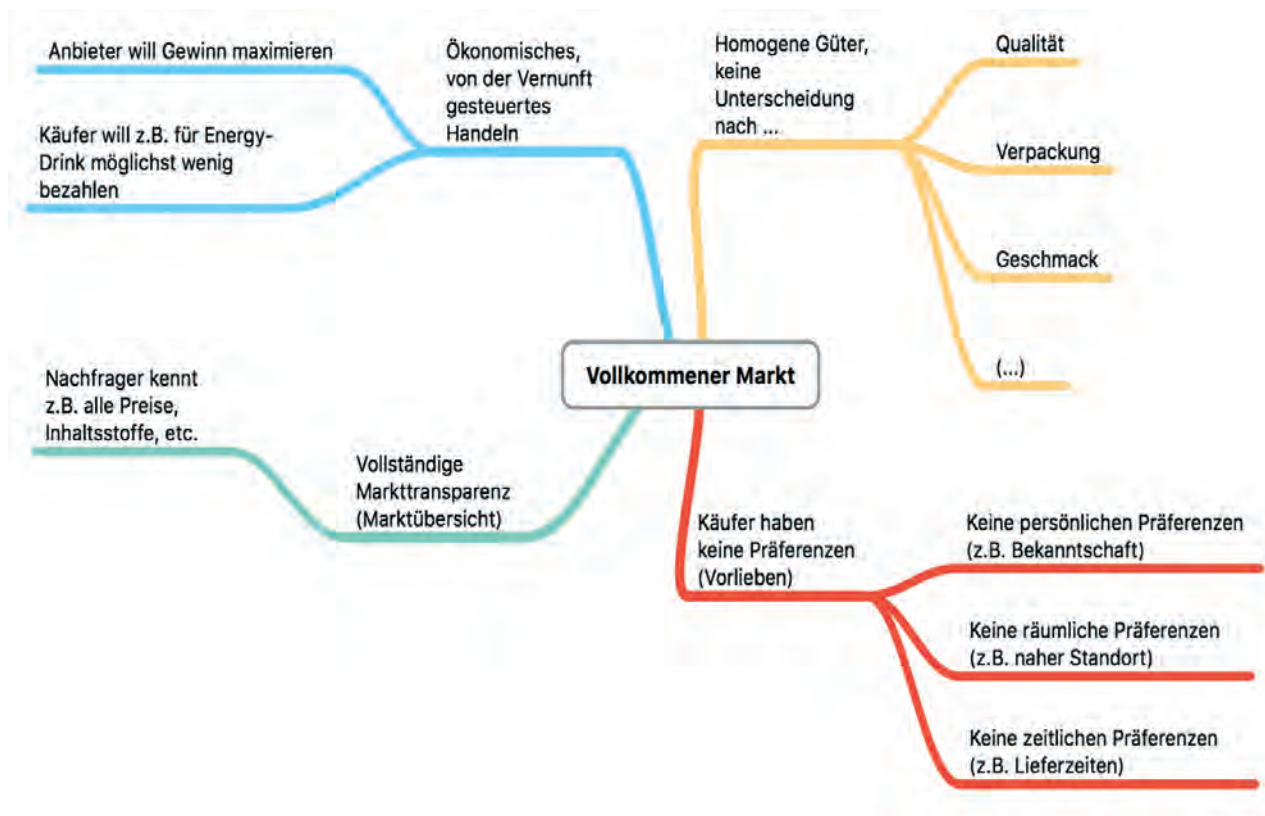 Anbieter will Gewinn maximieren
Käufer will z.B. für Energy-
Drink möglichst wenig
bezahlen
Ökonomisches,
von der Vernunft
gesteuertes
Handeln
Homogene Güter,
keine
Unterscheidung
nach ...
Qualität
Verpackung
Geschmack
(...)
Vollkommener Markt
Nachfrager kennt
z.B. alle Preise,
Inhaltsstoffe, etc.
Vollständige
Markttransparenz
(Marktübersicht)
Käufer haben
keine Präferenzen
(Vorlieben)
Keine persönlichen Präferenzen
(z.B. Bekanntschaft)
Keine räumliche Präferenzen
(z.B. naher Standort)
Keine zeitlichen Präferenzen
(z.B. Lieferzeiten)